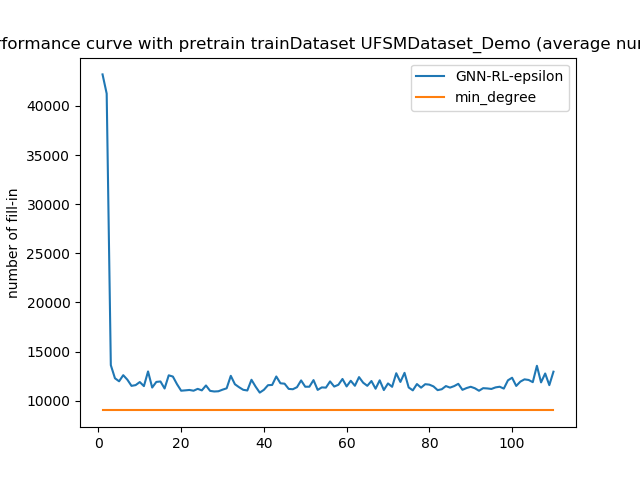 rformance curve with pretrain trainDataset UFSMDataset_Demo (average nu
GNN-RL-epsilon
min_degree
number of fill-in
40000
35000
30000
25000
20000
15000
10000
0 20 40 60 80 100